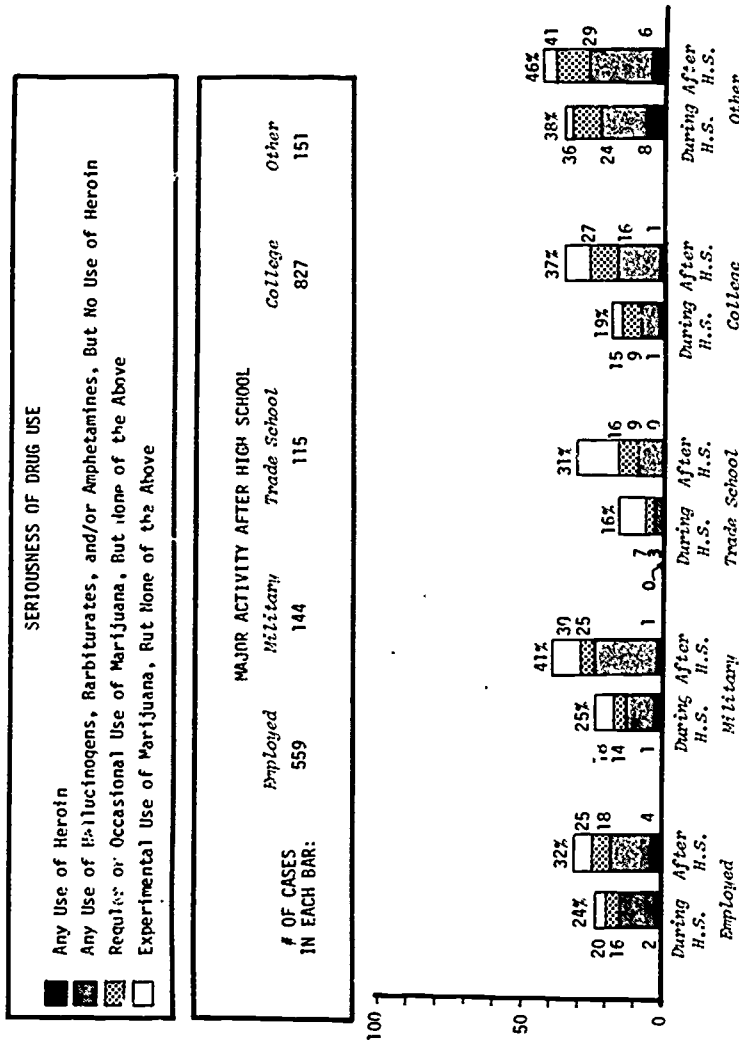 SERIOUSNESS OF DRUG USE
Any Use of Heroin
Any Use of Hallucinogens, Barbiturates, and/or Amphetamines, But No Use of Heroin
Regular or Occasional Use of Marijuana, But None of the Above
Experimental Use of Marijuana, But None of the Above
MAJOR ACTIVITY AFTER HIGH SCHOOL
Employed Military Trade School College Other
# OF CASES
IN EACH BAR: 559 144 115 827 151
100
50
0
24% 32% 25% 41% 16% 31% 19% 37% 38% 46%
20 25 18 30 7 16 15 27 36 41
16 18 14 25 3 9 9 16 24 29
2 4 1 1 0 0 1 1 8 6
During After During After During After During After During After
H.S. H.S. H.S. H.S. H.S. H.S. H.S. H.S. H.S. H.S.
Employed Military Trade School College Other